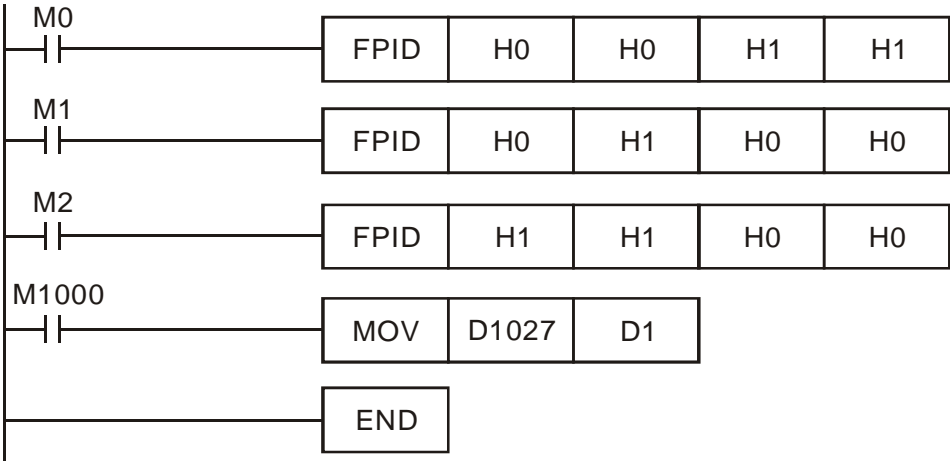 M0
FPID H0 H0 H1 H1
M1
FPID H0 H1 H0 H0
M2
FPID H1 H1 H0 H0
M1000
MOV D1027 D1
END